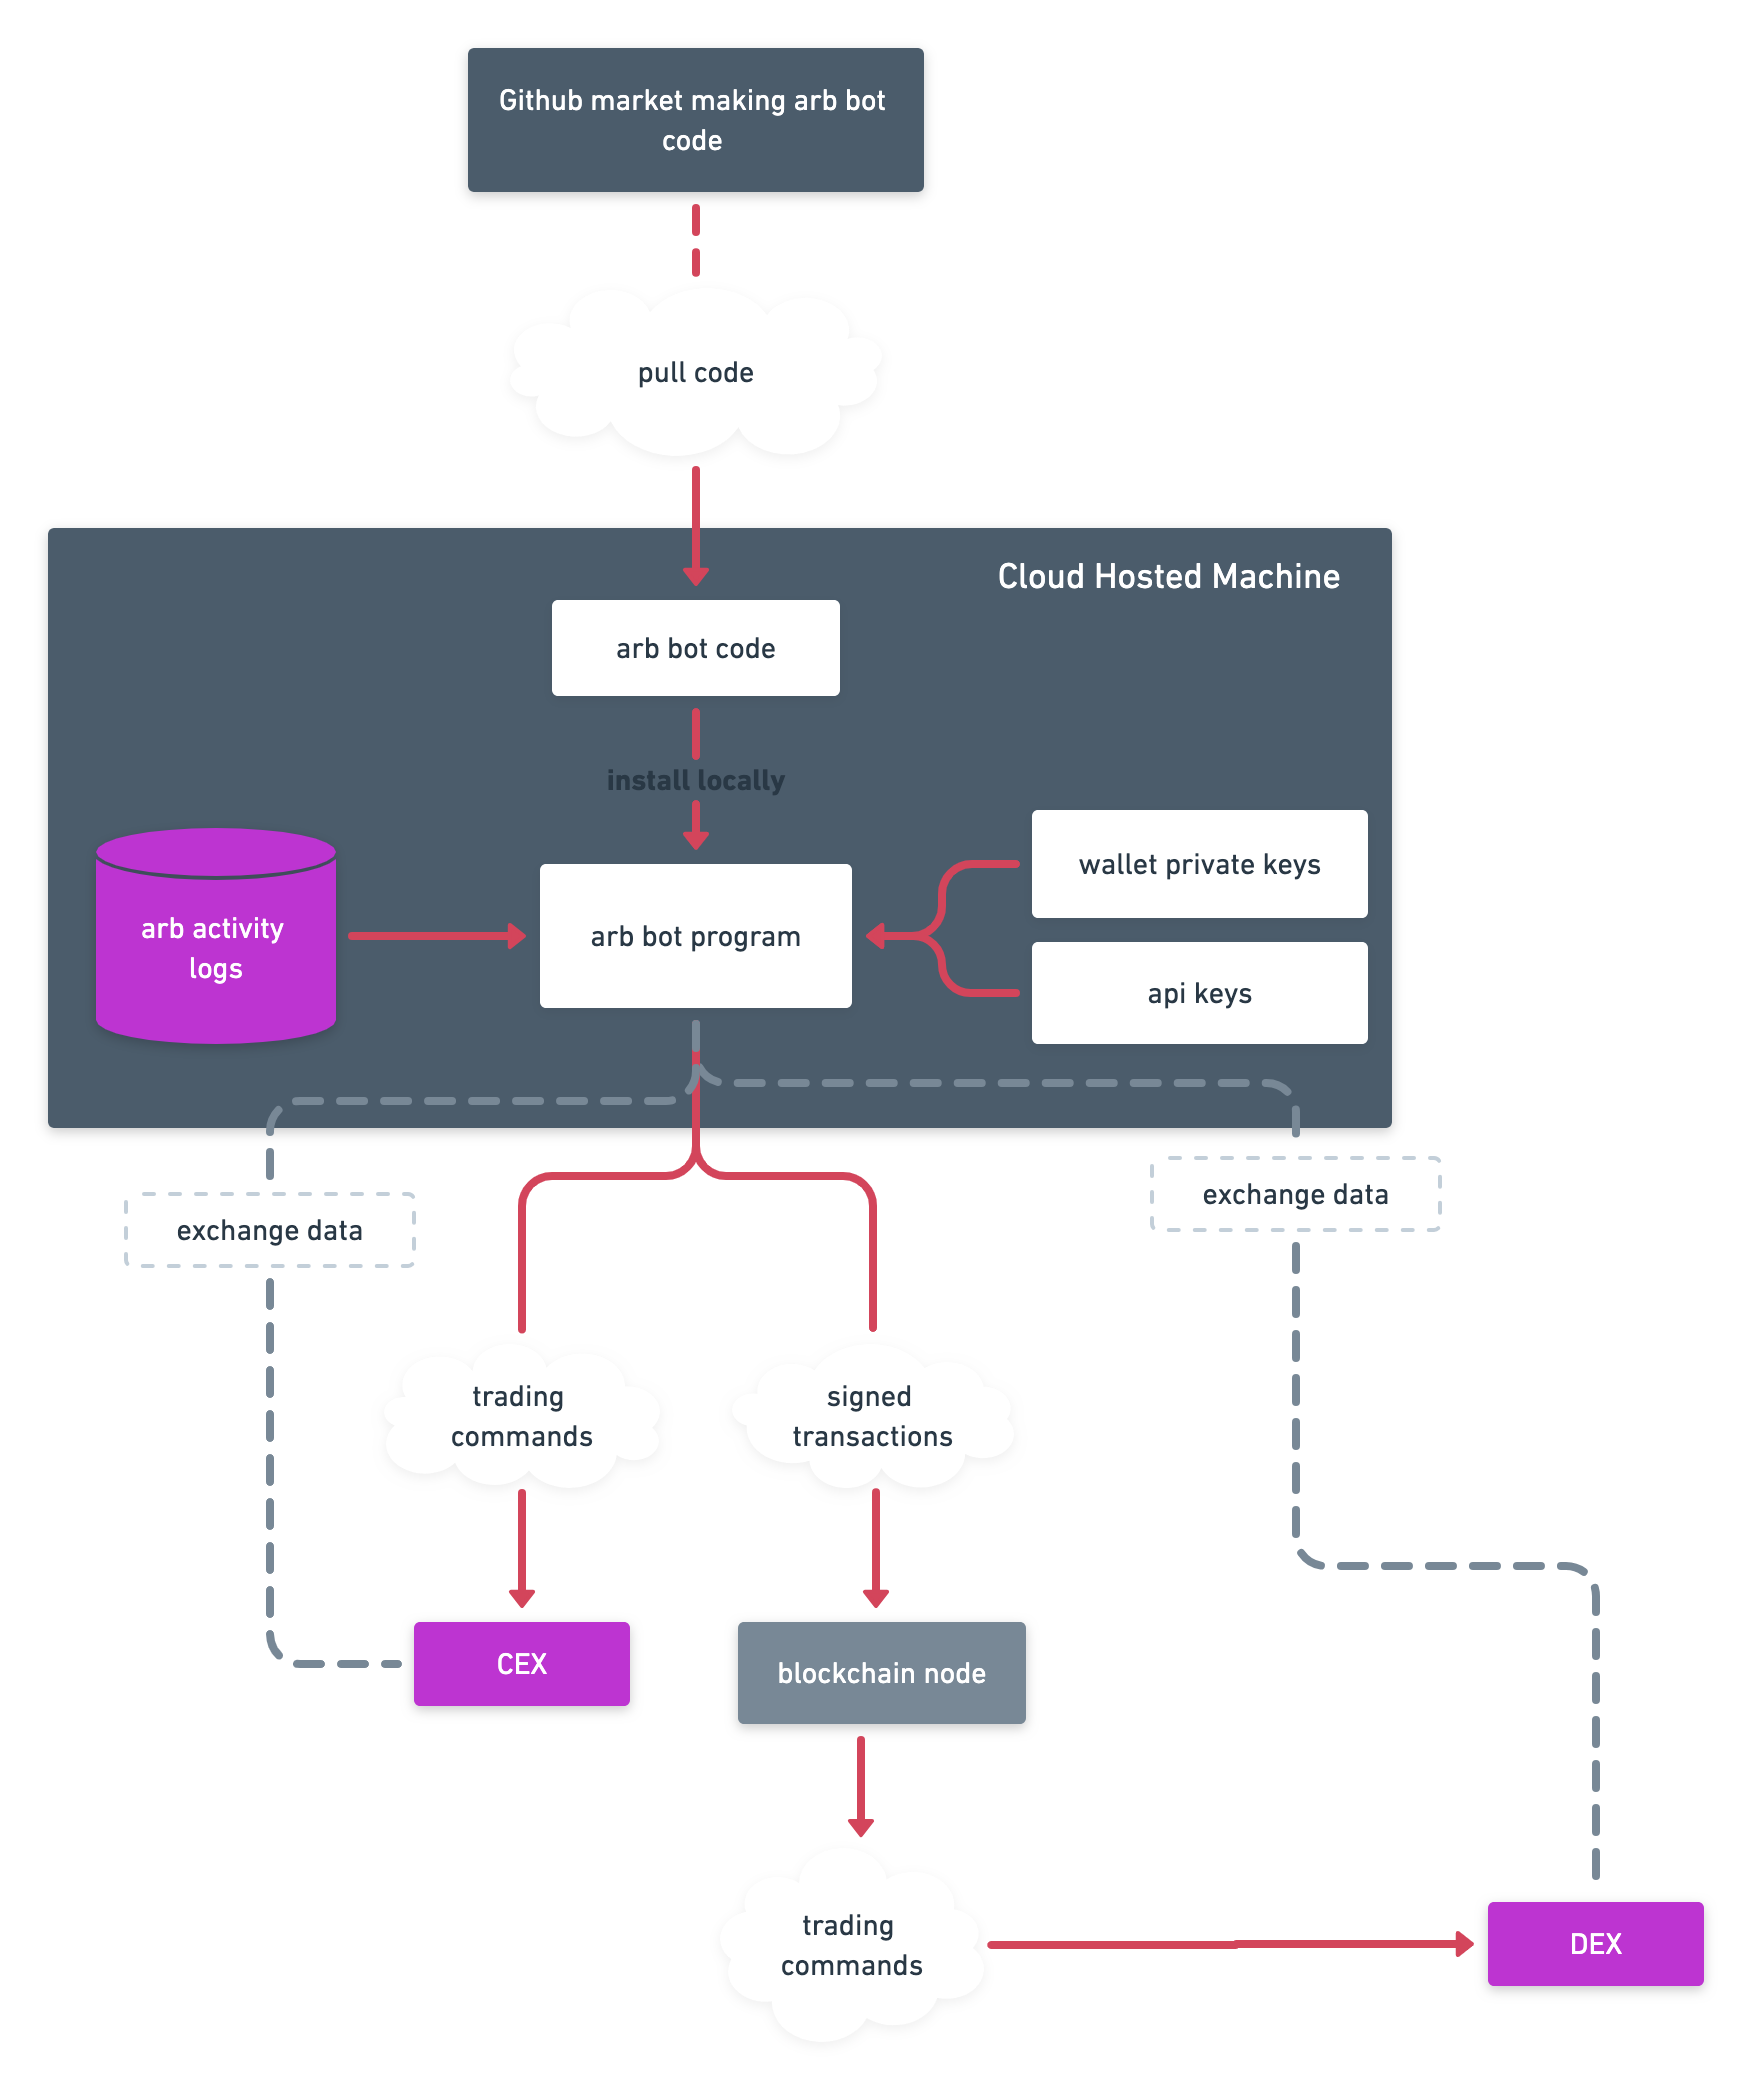 Github market making arb bot
code
pull code
Cloud Hosted Machine
arb bot code
install locally
wallet private keys
arb activity
logs
arb bot program
api keys
exchange data
exchange data
trading
commands
signed
transactions
CEX
blockchain node
trading
commands
DEX